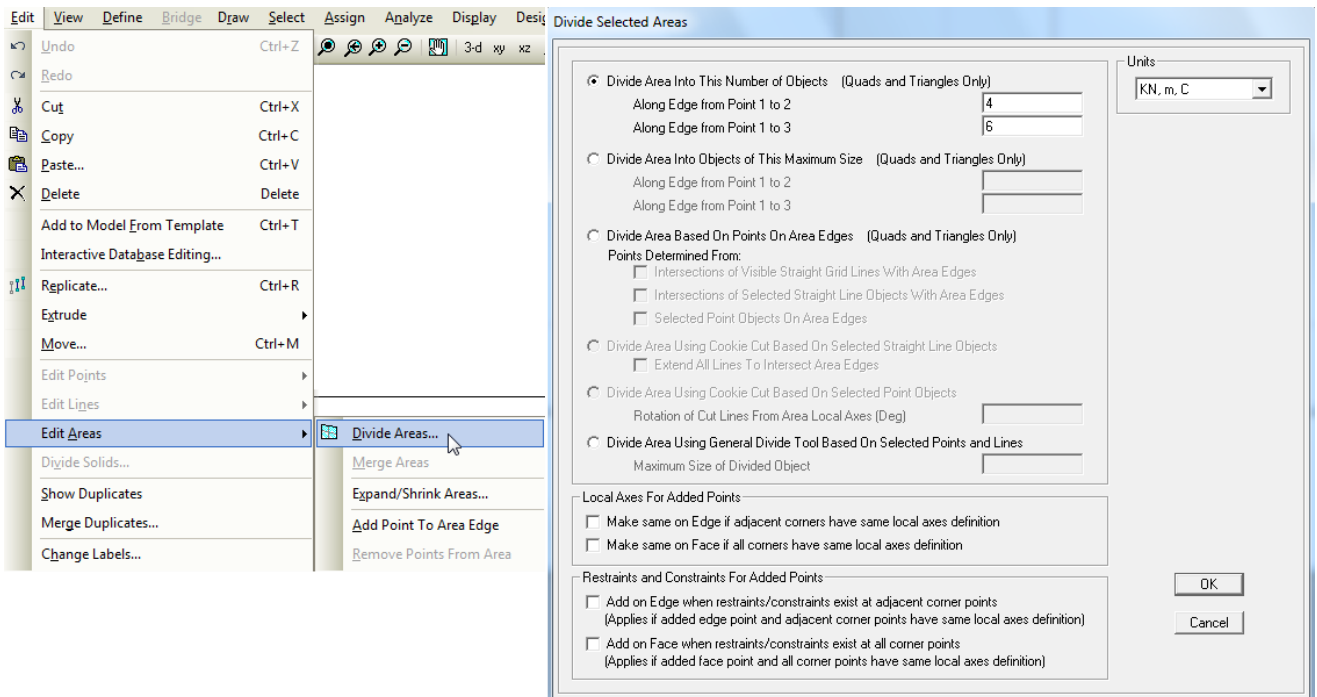 Edit View Define Bridge Draw Select Assign Analyze Display Desig
Undo Ctrl+Z
3-d xy xz
Redo
Cut Ctrl+X
Copy Ctrl+C
Paste... Ctrl+V
Delete Delete
Add to Model From Template Ctrl+T
Interactive Database Editing...
Replicate... Ctrl+R
Extrude
Move... Ctrl+M
Edit Points
Edit Lines
Edit Areas
Divide Solids...
Show Duplicates
Merge Duplicates...
Change Labels...
Divide Areas...
Merge Areas
Expand/Shrink Areas...
Add Point To Area Edge
Remove Points From Area
Divide Selected Areas
Divide Area Into This Number of Objects (Quads and Triangles Only)
Along Edge from Point 1 to 2 4
Along Edge from Point 1 to 3 6
Divide Area Into Objects of This Maximum Size (Quads and Triangles Only)
Along Edge from Point 1 to 2
Along Edge from Point 1 to 3
Divide Area Based On Points On Area Edges (Quads and Triangles Only)
Points Determined From:
Intersections of Visible Straight Grid Lines With Area Edges
Intersections of Selected Straight Line Objects With Area Edges
Selected Point Objects On Area Edges
Divide Area Using Cookie Cut Based On Selected Straight Line Objects
Extend All Lines To Intersect Area Edges
Divide Area Using Cookie Cut Based On Selected Point Objects
Rotation of Cut Lines From Area Local Axes (Deg)
Divide Area Using General Divide Tool Based On Selected Points and Lines
Maximum Size of Divided Object
Local Axes For Added Points
Make same on Edge if adjacent corners have same local axes definition
Make same on Face if all corners have same local axes definition
Restraints and Constraints For Added Points
Add on Edge when restraints/constraints exist at adjacent corner points
(Applies if added edge point and adjacent corner points have same local axes definition)
Add on Face when restraints/constraints exist at all corner points
(Applies if added face point and all corner points have same local axes definition)
Units
KN, m, C
OK
Cancel